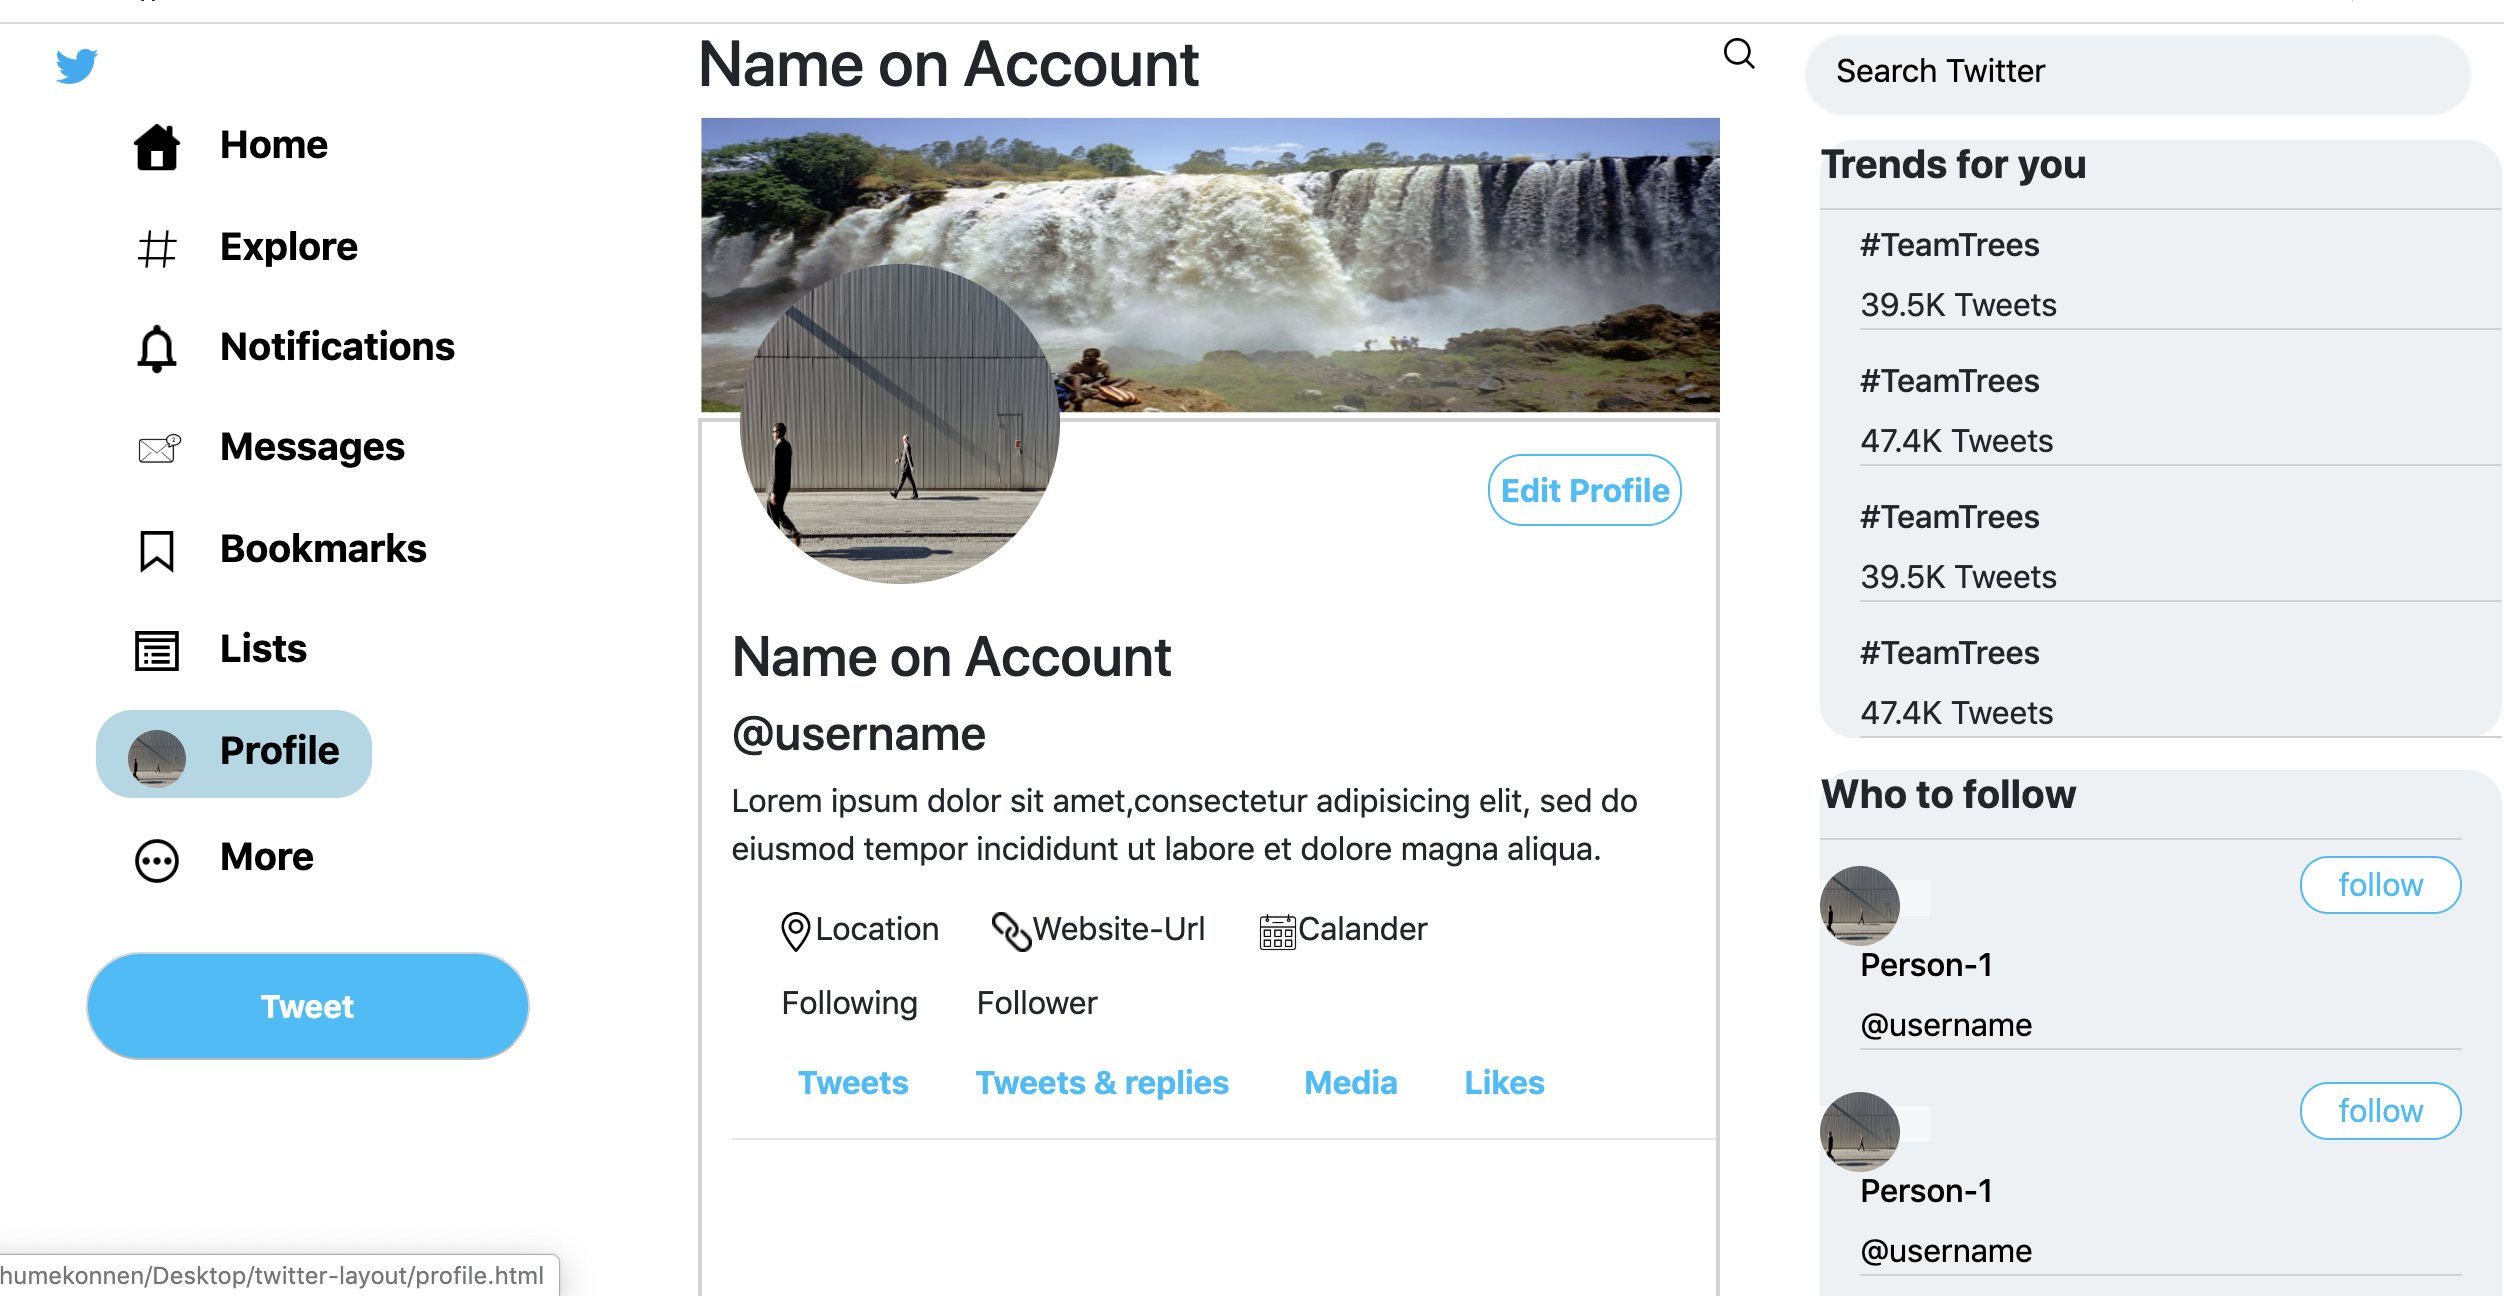 Home
Explore
Notifications
Messages
Bookmarks
Lists
Profile
More
Tweet
humekonnen/Desktop/twitter-layout/profile.html
Name on Account
Edit Profile
Name on Account
@username
Lorem ipsum dolor sit amet,consectetur adipisicing elit, sed do
eiusmod tempor incididunt ut labore et dolore magna aliqua.
Location Website-Url Calander
Following Follower
Tweets Tweets & replies Media Likes
Search Twitter
Trends for you
#TeamTrees
39.5K Tweets
#TeamTrees
47.4K Tweets
#TeamTrees
39.5K Tweets
#TeamTrees
47.4K Tweets
Who to follow
follow
Person-1
@username
follow
Person-1
@username